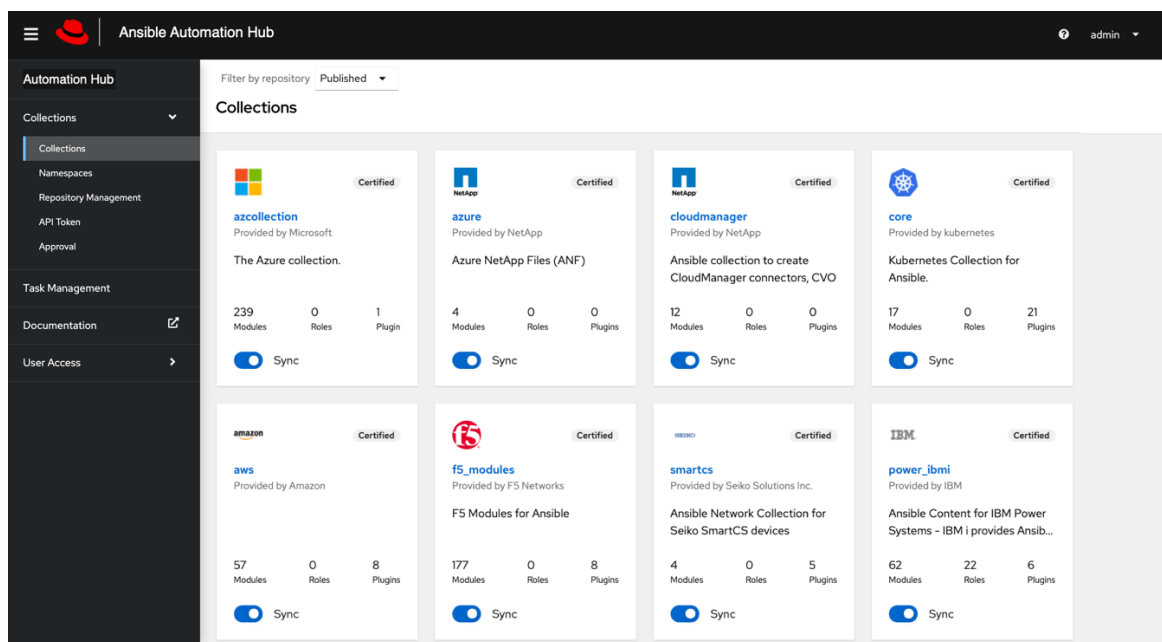 Ansible Automation Hub
admin
Automation Hub
Collections
Collections
Namespaces
Repository Management
API Token
Approval
Task Management
Documentation
User Access
Filter by repository Published
Collections
Certified
azcollection
Provided by Microsoft
The Azure collection.
239 0 1
Modules Roles Plugin
Sync
NetApp
Certified
azure
Provided by NetApp
Azure NetApp Files (ANF)
4 0 0
Modules Roles Plugins
Sync
NetApp
Certified
cloudmanager
Provided by NetApp
Ansible collection to create
CloudManager connectors, CVO
12 0 0
Modules Roles Plugins
Sync
Certified
core
Provided by kubernetes
Kubernetes Collection for
Ansible.
17 0 21
Modules Roles Plugins
Sync
amazon
Certified
aws
Provided by Amazon
57 0 8
Modules Roles Plugins
Sync
f5
Certified
f5_modules
Provided by F5 Networks
F5 Modules for Ansible
177 0 8
Modules Roles Plugins
Sync
SEIKO
Certified
smartcs
Provided by Seiko Solutions Inc.
Ansible Network Collection for
Seiko SmartCS devices
4 0 5
Modules Roles Plugins
Sync
IBM
Certified
power_ibmi
Provided by IBM
Ansible Content for IBM Power
Systems - IBM i provides Ansib...
62 22 6
Modules Roles Plugins
Sync